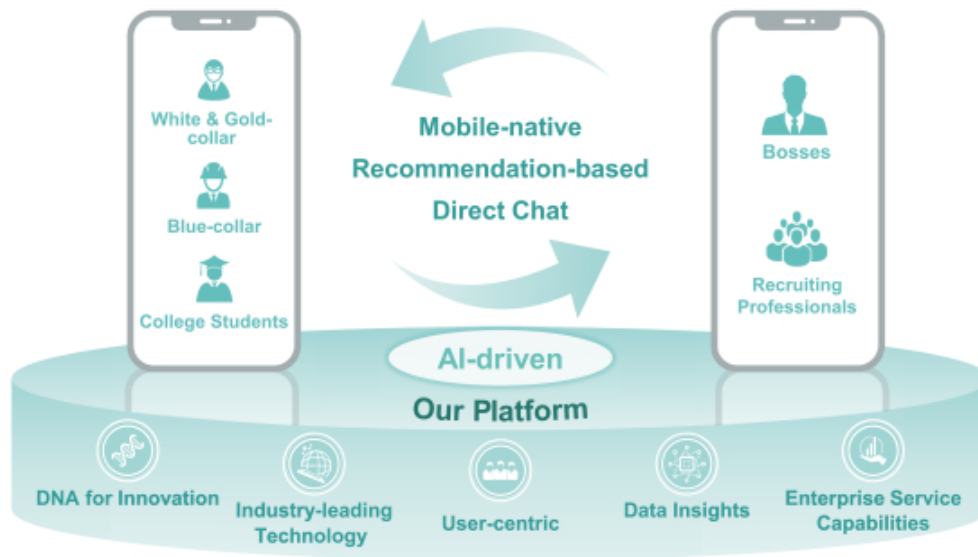 White & Gold-
collar
Blue-collar
College Students
Mobile-native
Recommendation-based
Direct Chat
Bosses
Recruiting
Professionals
AI-driven
Our Platform
DNA for Innovation
Industry-leading
Technology
User-centric
Data Insights
Enterprise Service
Capabilities